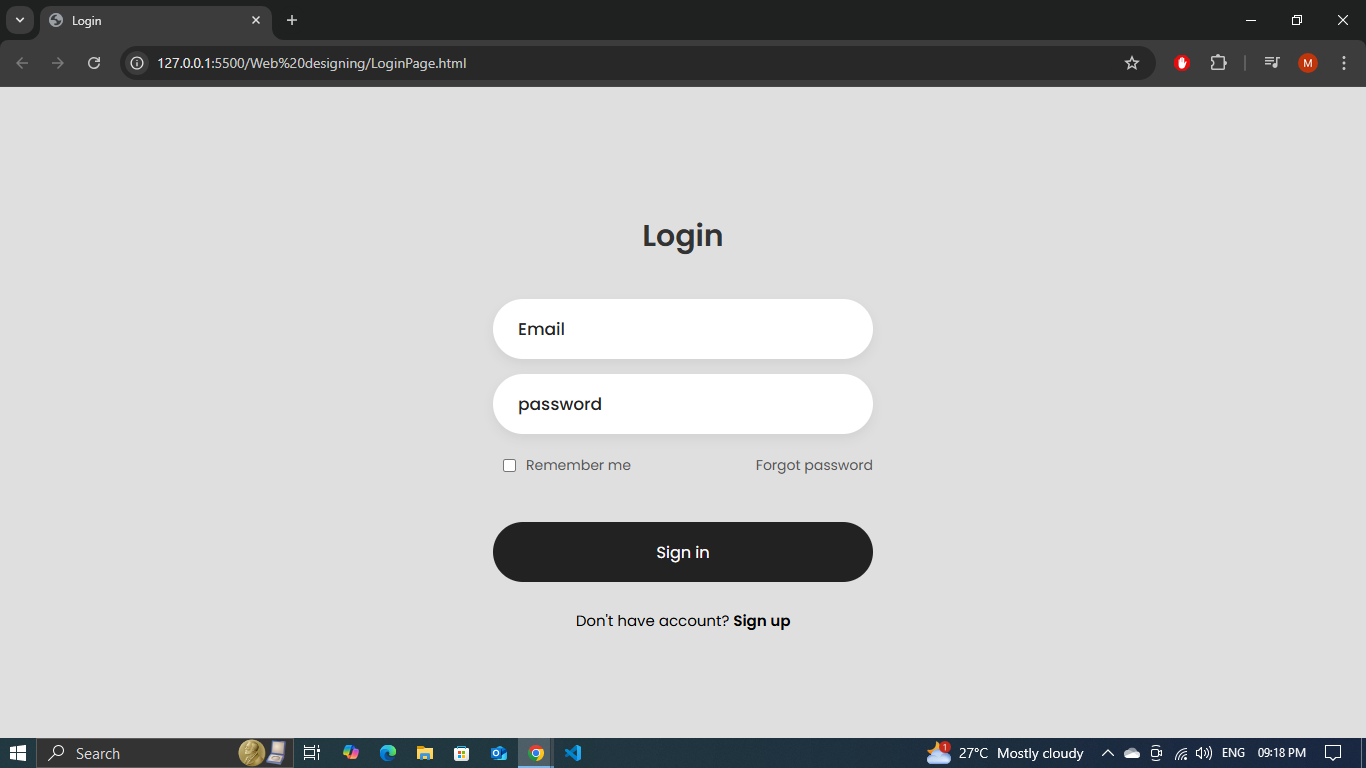 Login
127.0.0.1:5500/Web%20designing/LoginPage.html
M
Login
Email
password
Remember me Forgot password
Sign in
Don't have account? Sign up
Search
1 27°C Mostly cloudy ENG 09:18 PM